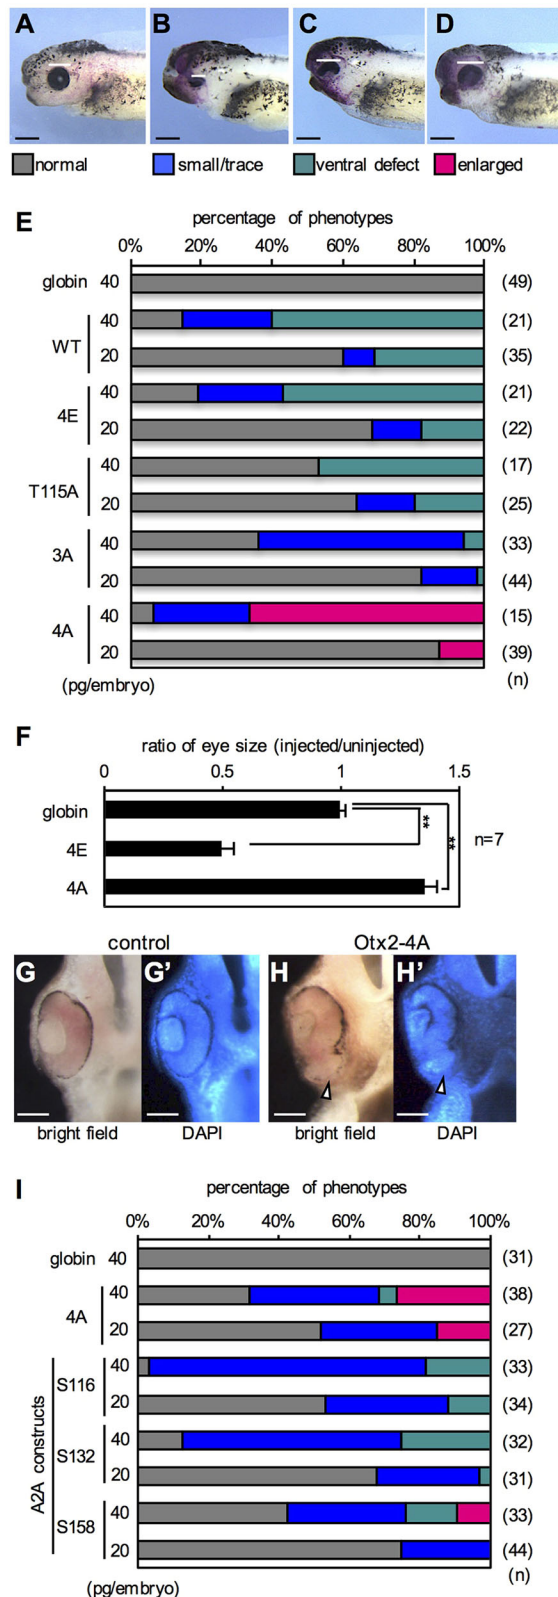 A B C D
normal small/trace ventral defect enlarged
E
percentage of phenotypes
0% 20% 40% 60% 80% 100%
globin 40 (49)
WT 40 (21)
20 (35)
4E 40 (21)
20 (22)
T115A 40 (17)
20 (25)
3A 40 (33)
20 (44)
4A 40 (15)
20 (39)
(pg/embryo) (n)
F
ratio of eye size (injected/uninjected)
0 0.5 1 1.5
globin
4E
4A
** ** n=7
control Otx2-4A
G G’ H H’
bright field DAPI bright field DAPI
I
percentage of phenotypes
0% 20% 40% 60% 80% 100%
globin 40 (31)
4A 40 (38)
20 (27)
A2A constructs
S116 40 (33)
20 (34)
S132 40 (32)
20 (31)
S158 40 (33)
20 (44)
(pg/embryo) (n)